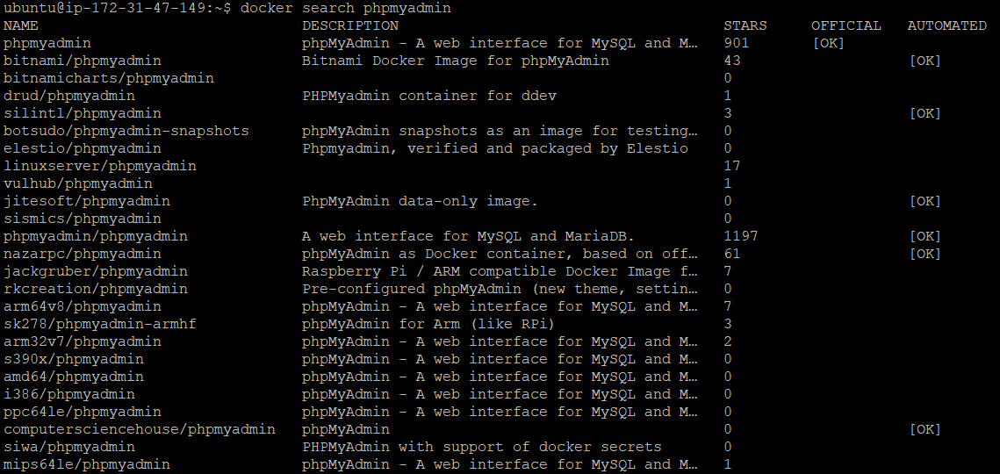 ubuntu@ip-172-31-47-149:~$ docker search phpmyadmin
NAME DESCRIPTION STARS OFFICIAL AUTOMATED
phpmyadmin phpMyAdmin - A web interface for MySQL and M… 901 [OK]
bitnami/phpmyadmin Bitnami Docker Image for phpMyAdmin 43 [OK]
bitnamicharts/phpmyadmin 0
drud/phpmyadmin PHPMyadmin container for ddev 1
silintl/phpmyadmin 3 [OK]
botsudo/phpmyadmin-snapshots phpMyAdmin snapshots as an image for testing… 0
elestio/phpmyadmin Phpmyadmin, verified and packaged by Elestio 0
linuxserver/phpmyadmin 17
vulhub/phpmyadmin 1
jitesoft/phpmyadmin PhpMyAdmin data-only image. 0 [OK]
sismics/phpmyadmin 0
phpmyadmin/phpmyadmin A web interface for MySQL and MariaDB. 1197 [OK]
nazarpc/phpmyadmin phpMyAdmin as Docker container, based on off… 61 [OK]
jackgruber/phpmyadmin Raspberry Pi / ARM compatible Docker Image f… 7
rkcreation/phpmyadmin Pre-configured phpMyAdmin (new theme, settin… 0
arm64v8/phpmyadmin phpMyAdmin - A web interface for MySQL and M… 7
sk278/phpmyadmin-armhf phpMyAdmin for Arm (like RPi) 3
arm32v7/phpmyadmin phpMyAdmin - A web interface for MySQL and M… 2
s390x/phpmyadmin phpMyAdmin - A web interface for MySQL and M… 0
amd64/phpmyadmin phpMyAdmin - A web interface for MySQL and M… 0
i386/phpmyadmin phpMyAdmin - A web interface for MySQL and M… 0
ppc64le/phpmyadmin phpMyAdmin - A web interface for MySQL and M… 0
computersciencehouse/phpmyadmin phpMyAdmin 0 [OK]
siwa/phpmyadmin PHPMyAdmin with support of docker secrets 0
mips64le/phpmyadmin phpMyAdmin - A web interface for MySQL and M… 1